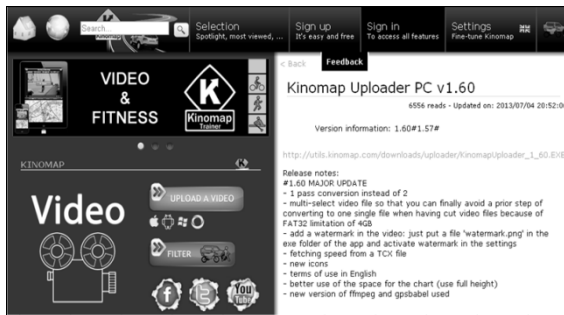 Search...
KINOMAP
Selection
Spotlight, most viewed, ...
Sign up
It's easy and free
Sign in
To access all features
Settings
Fine-tune Kinomap
Feedback
VIDEO
&
FITNESS
Kinomap
Trainer
KINOMAP
Video
UPLOAD A VIDEO
FILTER
You
Tube
< Back
Kinomap Uploader PC v1.60
6556 reads - Updated on: 2013/07/04 20:52:00
Version information: 1.60#1.57#
http://utils.kinomap.com/downloads/uploader/KinomapUploader_1_60.EXE
Release notes:
#1.60 MAJOR UPDATE
- 1 pass conversion instead of 2
- multi-select video file so that you can finally avoid a prior step of
converting to one single file when having cut video files because of
FAT32 limitation of 4GB
- add a watermark in the video: just put a file 'watermark.png' in the
exe folder of the app and activate watermark in the settings
- fetching speed from a TCX file
- new icons
- terms of use in English
- better use of the space for the chart (use full height)
- new version of ffmpeg and gpsbabel used